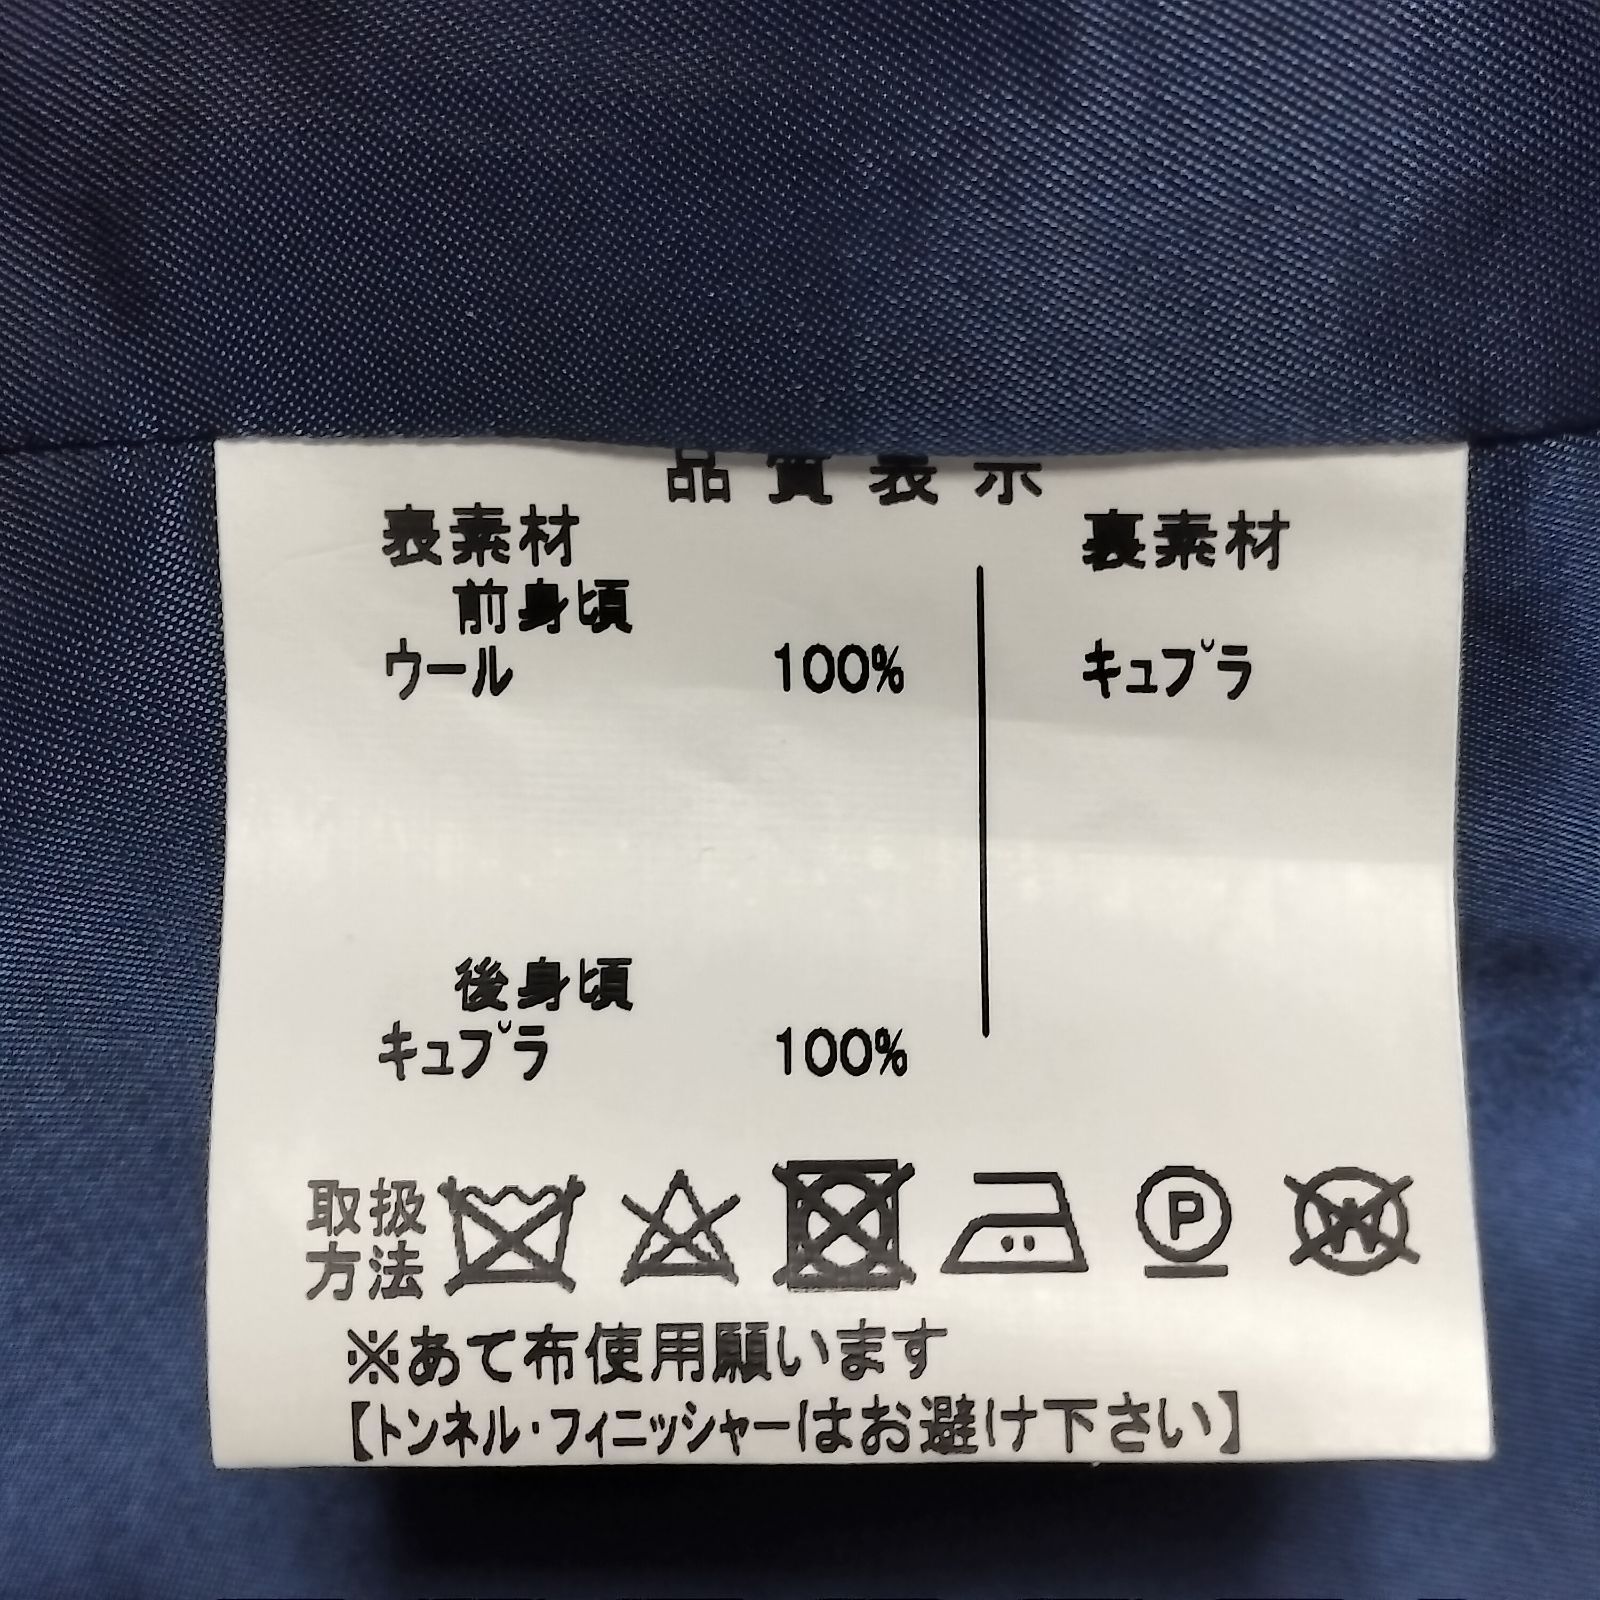 品質表示
表素材
裏素材
前身頃
ウール 100%
キュプラ
後身頃
キュプラ 100%
取扱
方法
P
W
※あて布使用願います
【トンネル・フィニッシャーはお避け下さい】